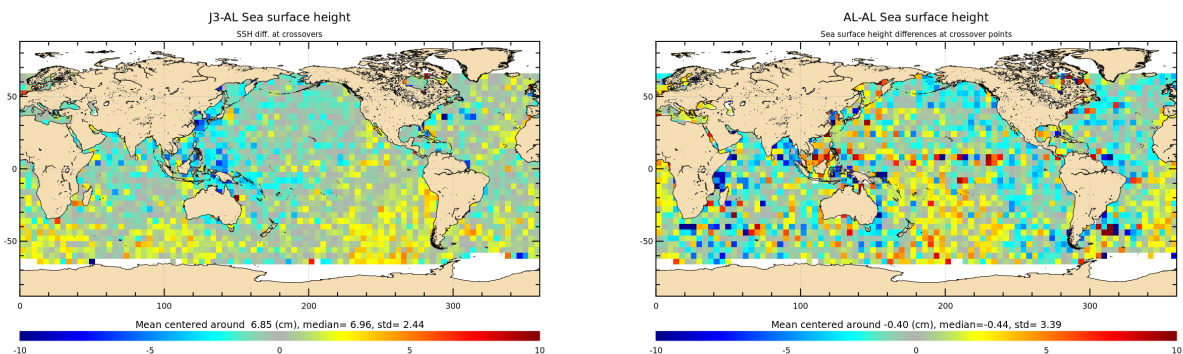 J3-AL Sea surface height
SSH diff. at crossovers
50
0
-50
0 100 200 300
Mean centered around 6.85 (cm), median= 6.96, std= 2.44
-10 -5 0 5 10
AL-AL Sea surface height
Sea surface height differences at crossover points
50
0
-50
0 100 200 300
Mean centered around -0.40 (cm), median=-0.44, std= 3.39
-10 -5 0 5 10